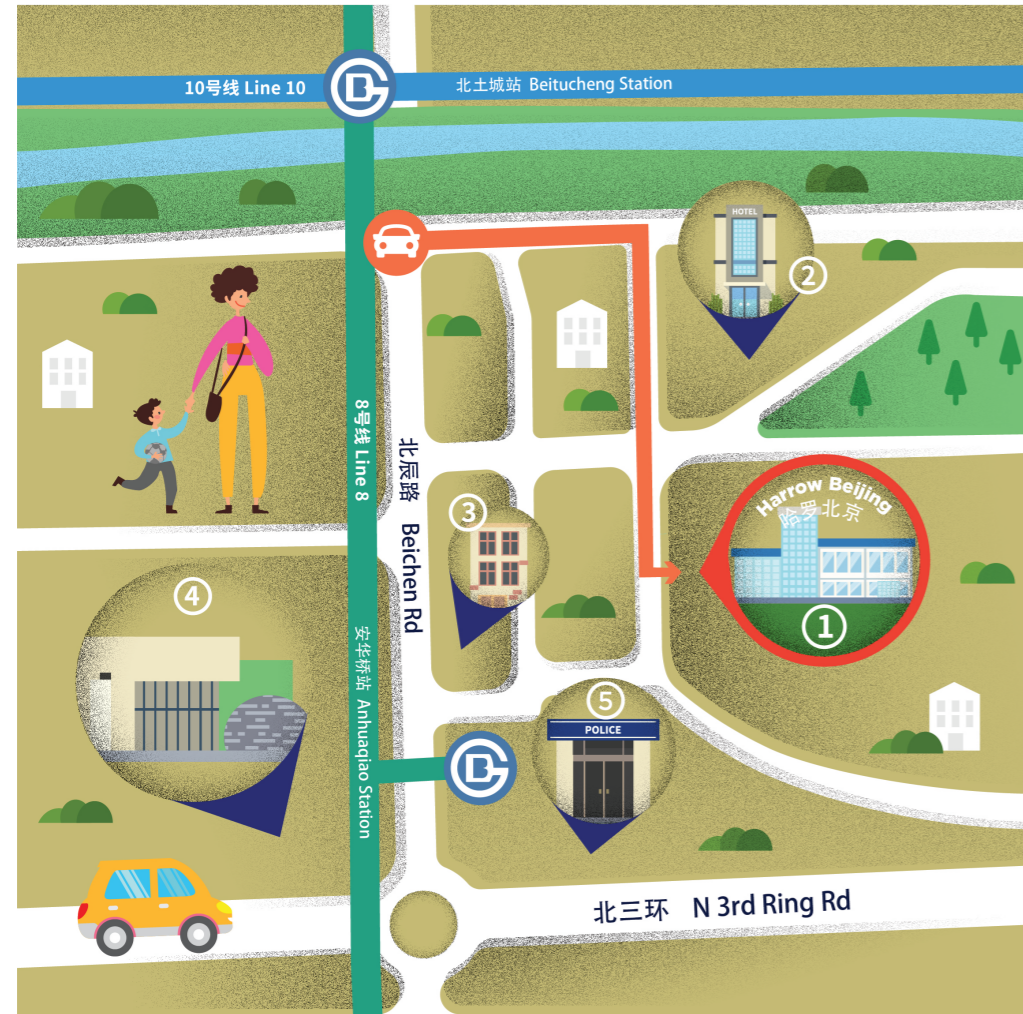 10号线 Line 10
北土城站 Beitucheng Station
HOTEL
②
8号线 Line 8
北辰路 Beichen Rd
Harrow Beijing
哈罗北京
①
③
④
安华桥站 Anhuaqiao Station
⑤
POLICE
北三环 N 3rd Ring Rd